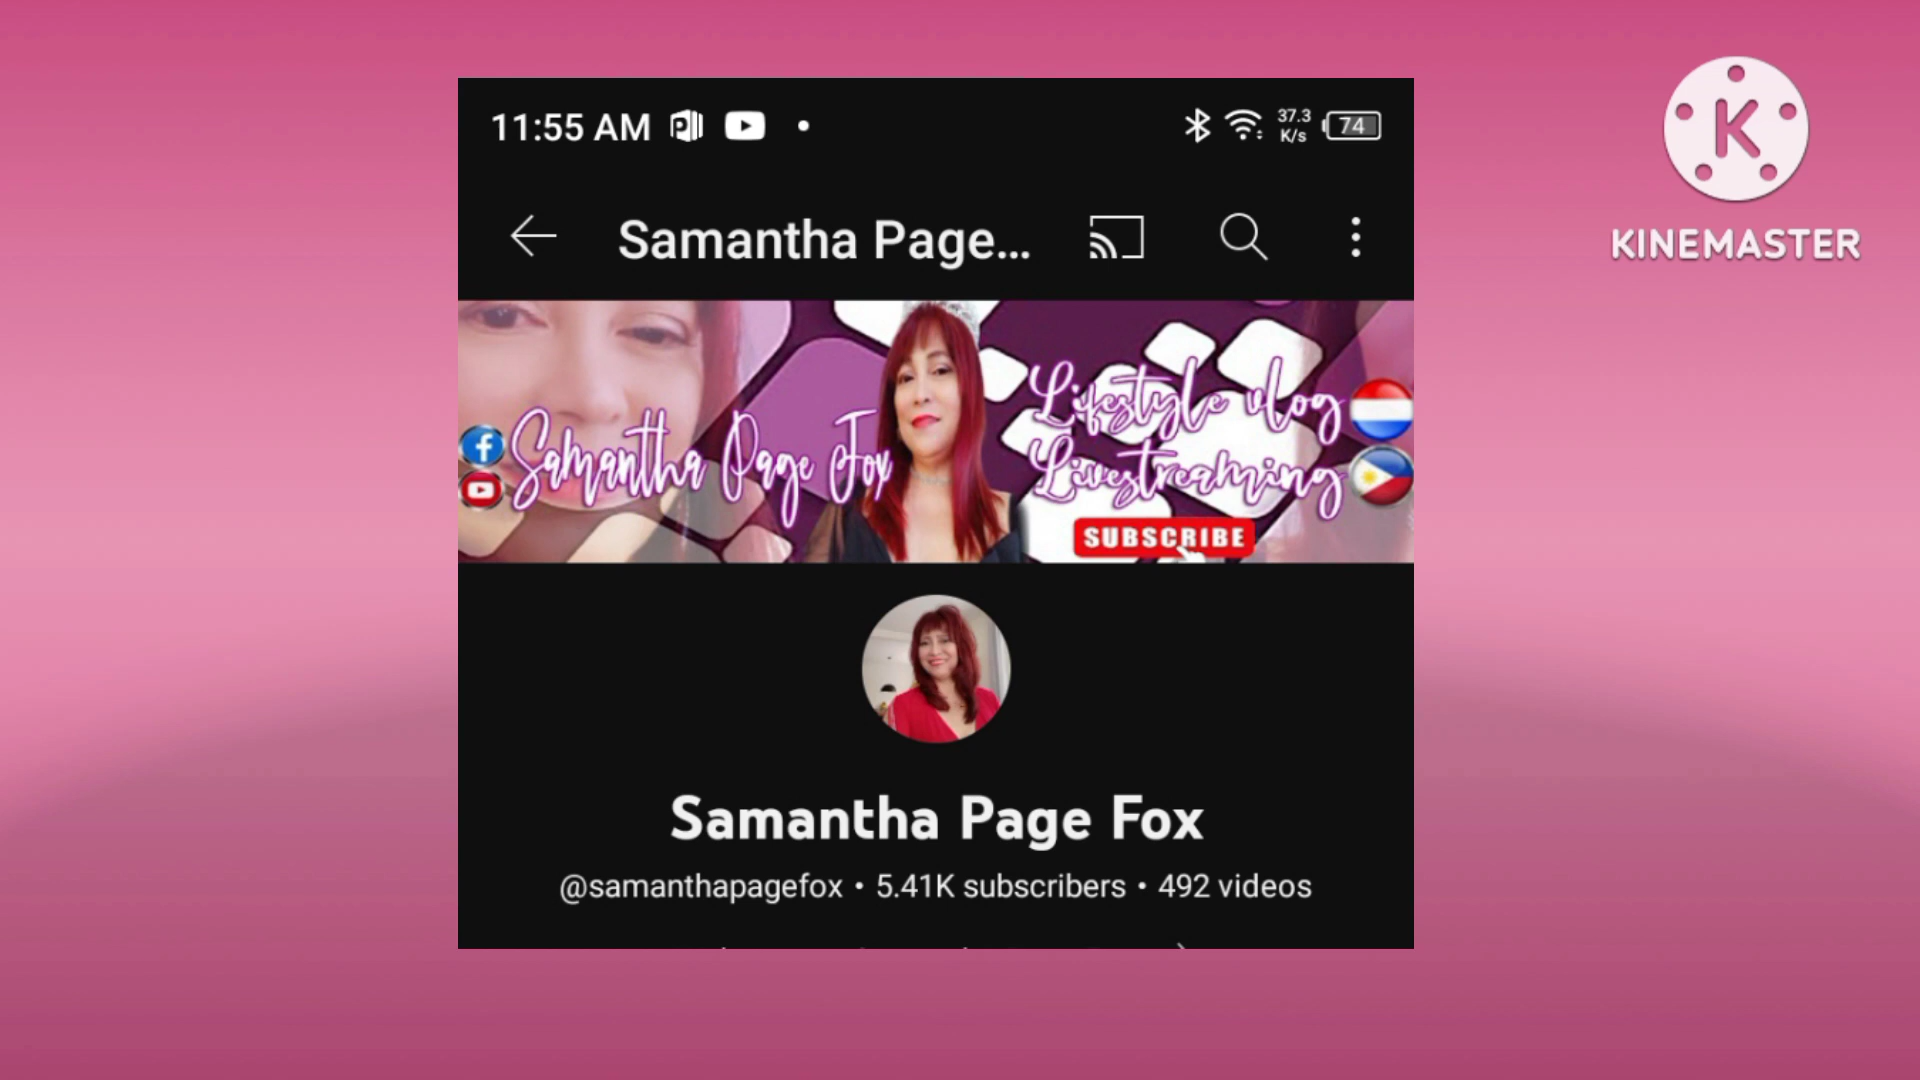 11:55 AM
37.3
K/s
74
KINEMASTER
Samantha Page...
Samantha Page Fox
Lifestyle vlog
Livestreaming
SUBSCRIBE
Samantha Page Fox
@samanthapagefox • 5.41K subscribers • 492 videos